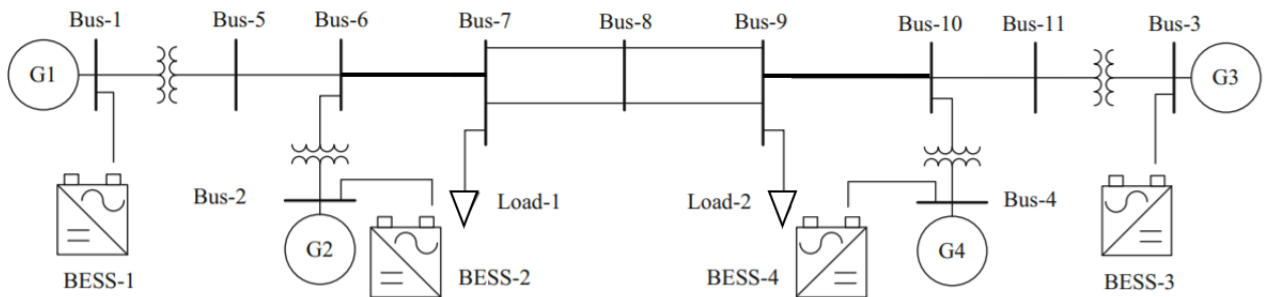 Bus-1
Bus-5
Bus-6
Bus-7
Bus-8
Bus-9
Bus-10
Bus-11
Bus-3
G1
G3
Bus-2
Load-1
Load-2
Bus-4
G2
G4
BESS-1
BESS-2
BESS-4
BESS-3